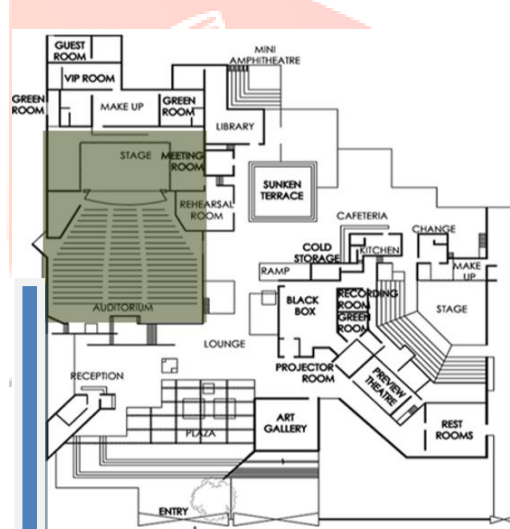 GUEST
ROOM
VIP ROOM
GREEN
ROOM
MAKE UP
GREEN
ROOM
MINI
AMPHITHEATRE
LIBRARY
STAGE
MEETING
ROOM
REHEARSAL
ROOM
SUNKEN
TERRACE
CAFETERIA
CHANGE
COLD
STORAGE
KITCHEN
RAMP
MAKE
UP
AUDITORIUM
BLACK
BOX
RECORDING
ROOM
GREEN
ROOM
STAGE
LOUNGE
PROJECTOR
ROOM
PREVIEW
THEATRE
RECEPTION
PLAZA
ART
GALLERY
REST
ROOMS
ENTRY